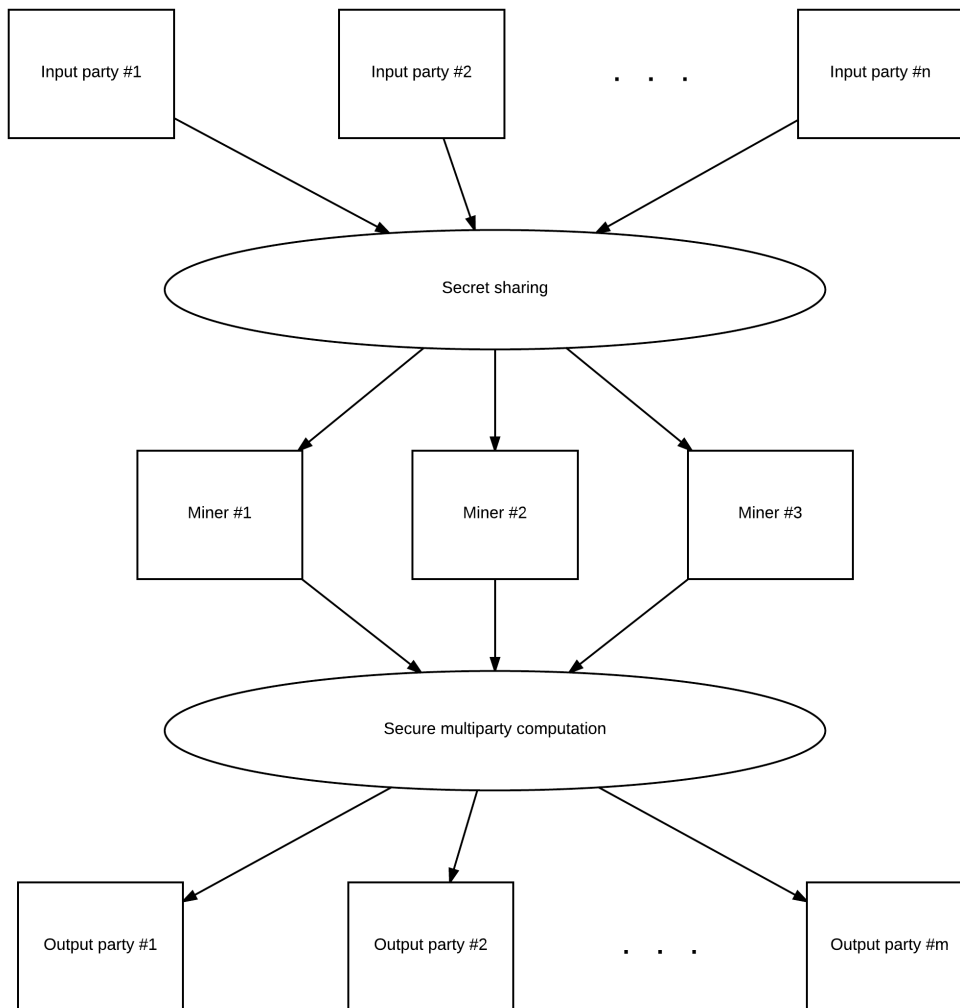 Input party #1
Input party #2
. . .
Input party #n
Secret sharing
Miner #1
Miner #2
Miner #3
Secure multiparty computation
Output party #1
Output party #2
. . .
Output party #m